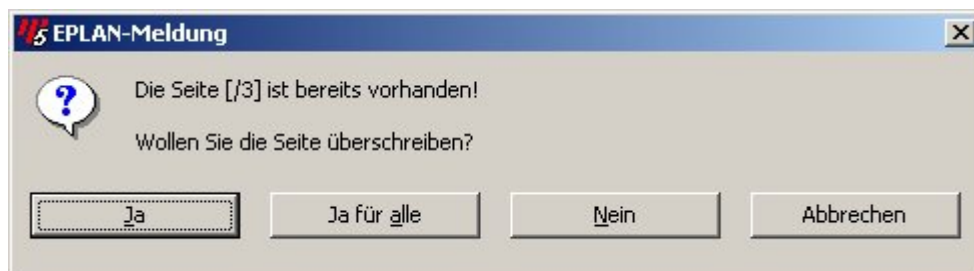 EPLAN-Meldung
Die Seite [/3] ist bereits vorhanden!
Wollen Sie die Seite überschreiben?
Ja
Ja für alle
Nein
Abbrechen